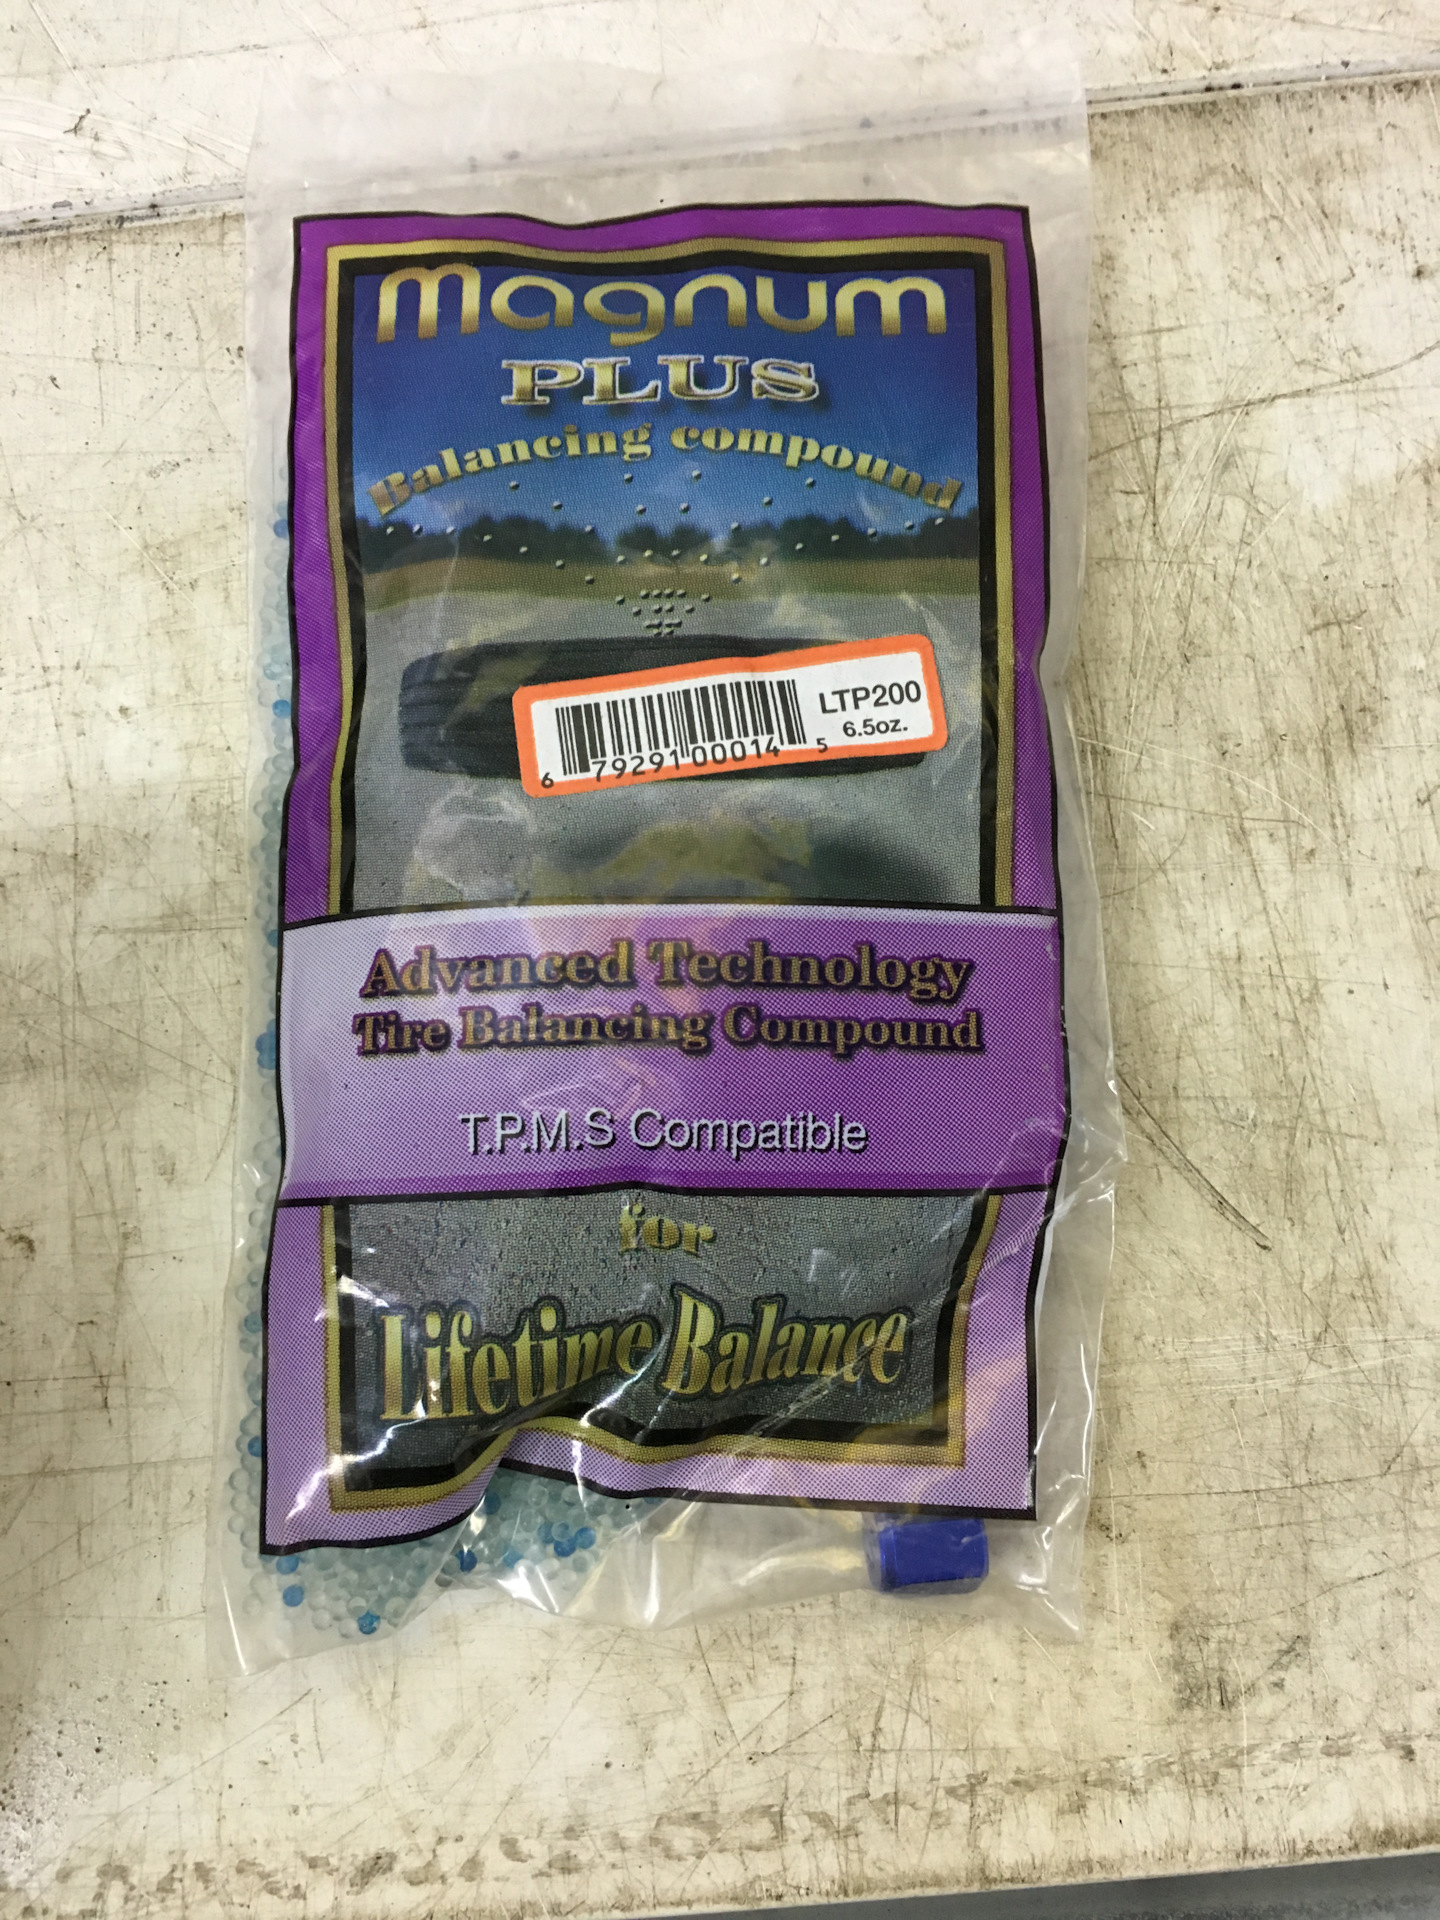 Magnum
PLUS
Balancing compound
LTP200
6.5oz.
6 79291 00014 5
Advanced Technology
Tire Balancing Compound
T.P.M.S Compatible
for
Lifetime Balance